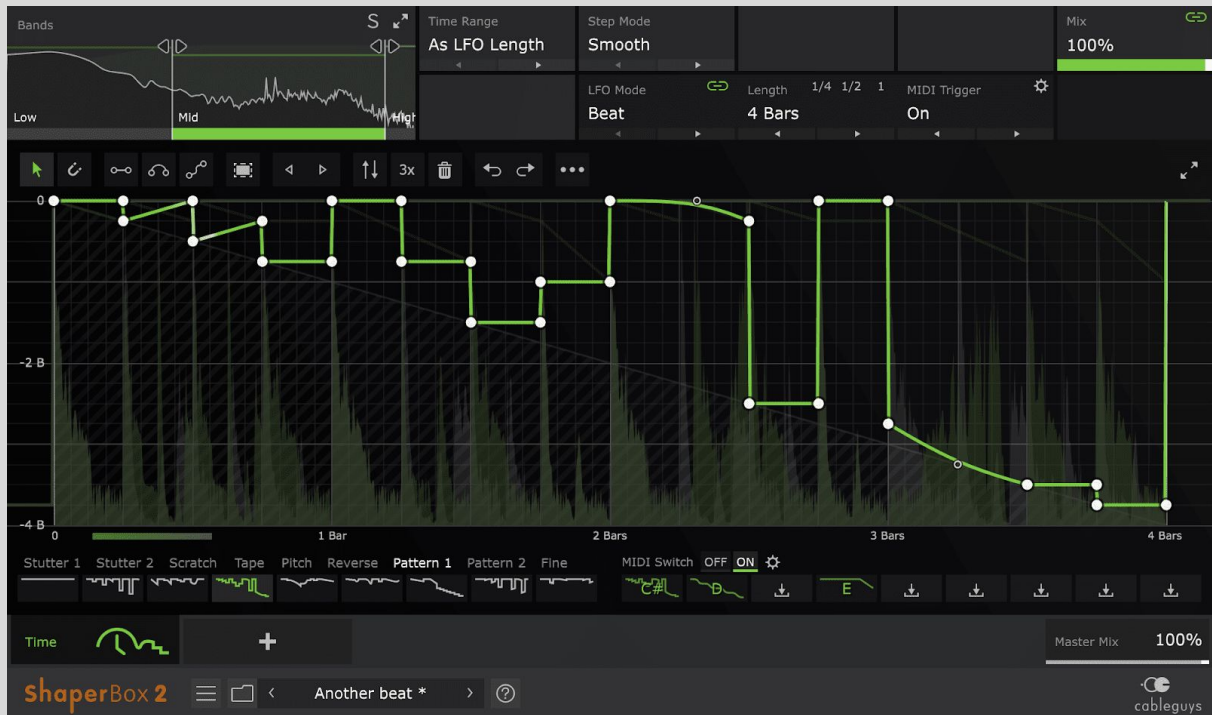 Bands S
Time Range
As LFO Length
Step Mode
Smooth
Mix
100%
Low Mid High
LFO Mode
Beat
Length 1/4 1/2 1
4 Bars
MIDI Trigger
On
3x
0
-2 B
-4 B
0 1 Bar 2 Bars 3 Bars 4 Bars
Stutter 1 Stutter 2 Scratch Tape Pitch Reverse Pattern 1 Pattern 2 Fine MIDI Switch OFF ON
C# D E
Time + Master Mix 100%
ShaperBox 2 Another beat * ?
cableguys